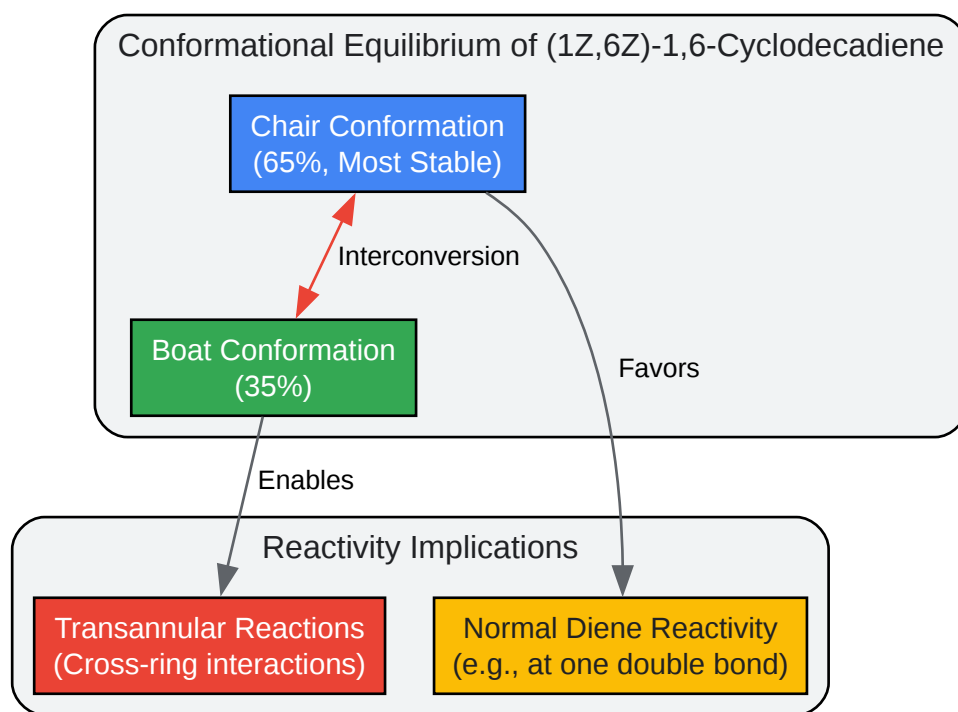 Conformational Equilibrium of (1Z,6Z)-1,6-Cyclodecadiene
Chair Conformation
(65%, Most Stable)
Interconversion
Boat Conformation
(35%)
Favors
Enables
Reactivity Implications
Transannular Reactions
(Cross-ring interactions)
Normal Diene Reactivity
(e.g., at one double bond)